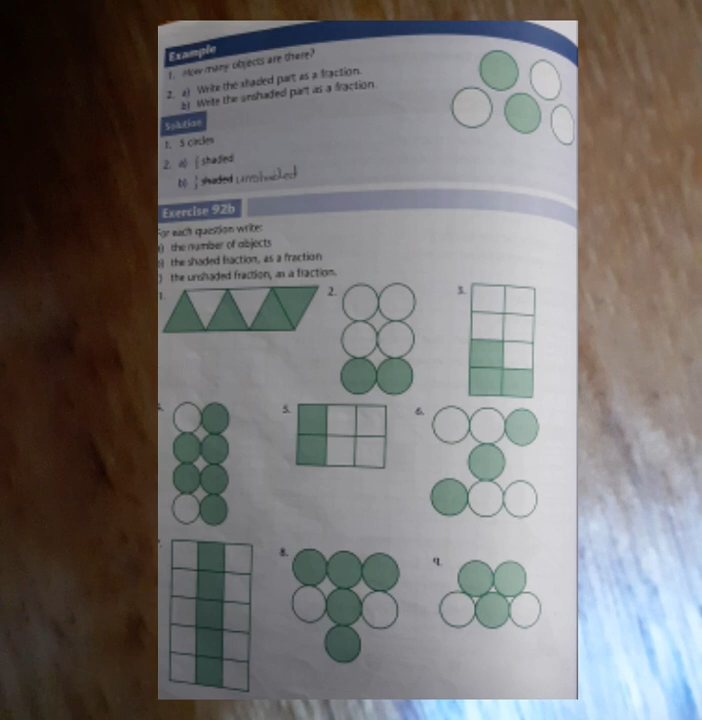 Example
1. How many objects are there?
2. a) Write the shaded part as a fraction.
b) Write the unshaded part as a fraction.
Solution
1. 5 circles
2. a) shaded
b) shaded unshaded
Exercise 92b
For each question write:
the number of objects
the shaded fraction, as a fraction
the unshaded fraction, as a fraction.
1. 2. 3.
5. 6.
8. 9.